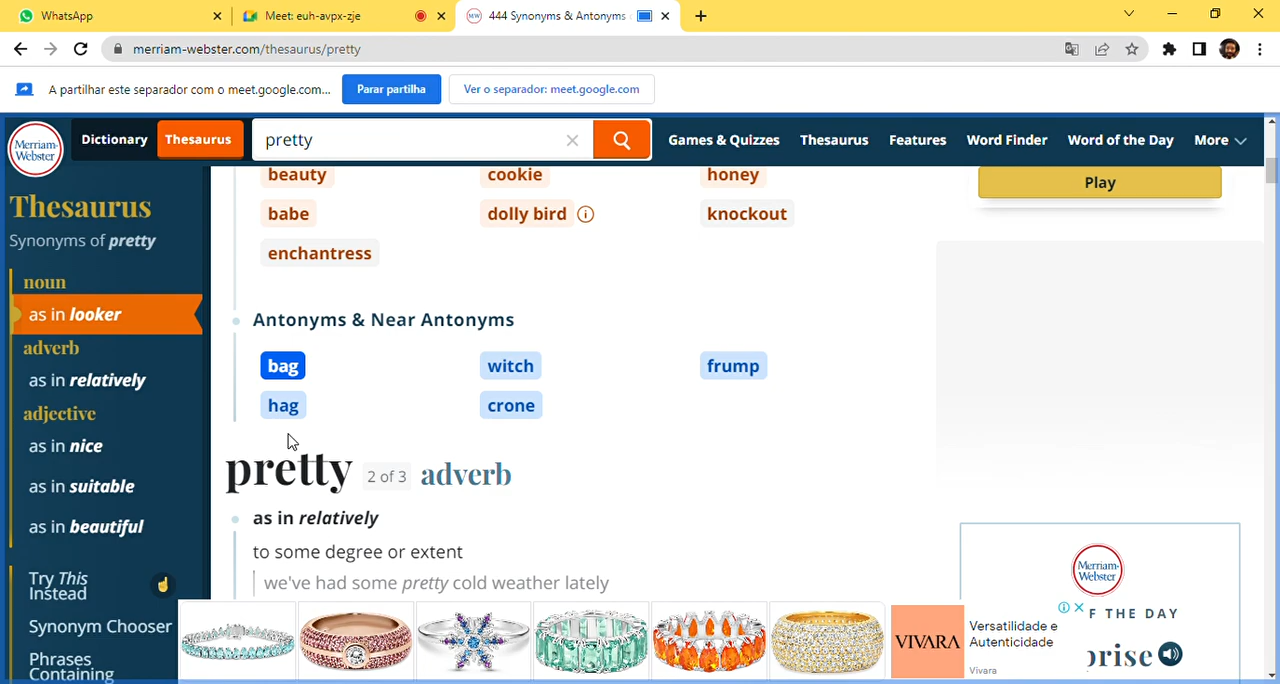 WhatsApp
Meet: euh-avpx-zje
444 Synonyms & Antonyms
merriam-webster.com/thesaurus/pretty
A partilhar este separador com o meet.google.com...
Parar partilha
Ver o separador: meet.google.com
Merriam-Webster
Dictionary
Thesaurus
pretty
Games & Quizzes
Thesaurus
Features
Word Finder
Word of the Day
More
Thesaurus
Synonyms of pretty
noun
as in looker
adverb
as in relatively
adjective
as in nice
as in suitable
as in beautiful
Try This
Instead
Synonym Chooser
Phrases
Containing
beauty cookie honey
babe dolly bird knockout
enchantress
Antonyms & Near Antonyms
bag witch frump
hag crone
pretty 2 of 3 adverb
as in relatively
to some degree or extent
we've had some pretty cold weather lately
Play
Merriam-Webster
F THE DAY
prise
VIVARA
Versatilidade e
Autenticidade
Vivara